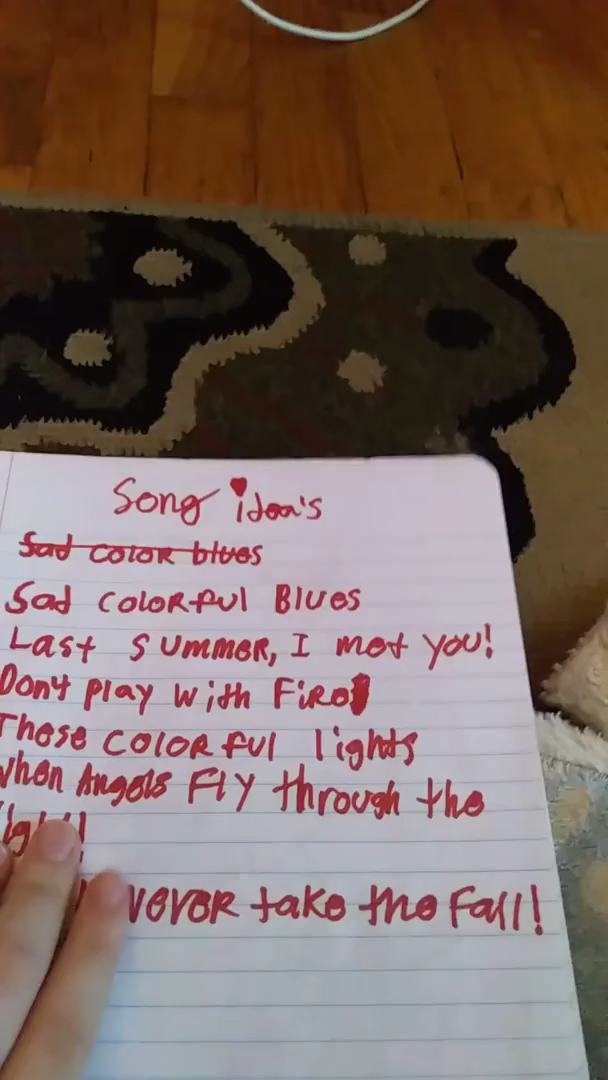 Song idea's
Sad color blues
Sad colorful Blues
Last summer, I met you!
Don't play with Fire
These colorful lights
When Angels Fly through the
never take the Fall!